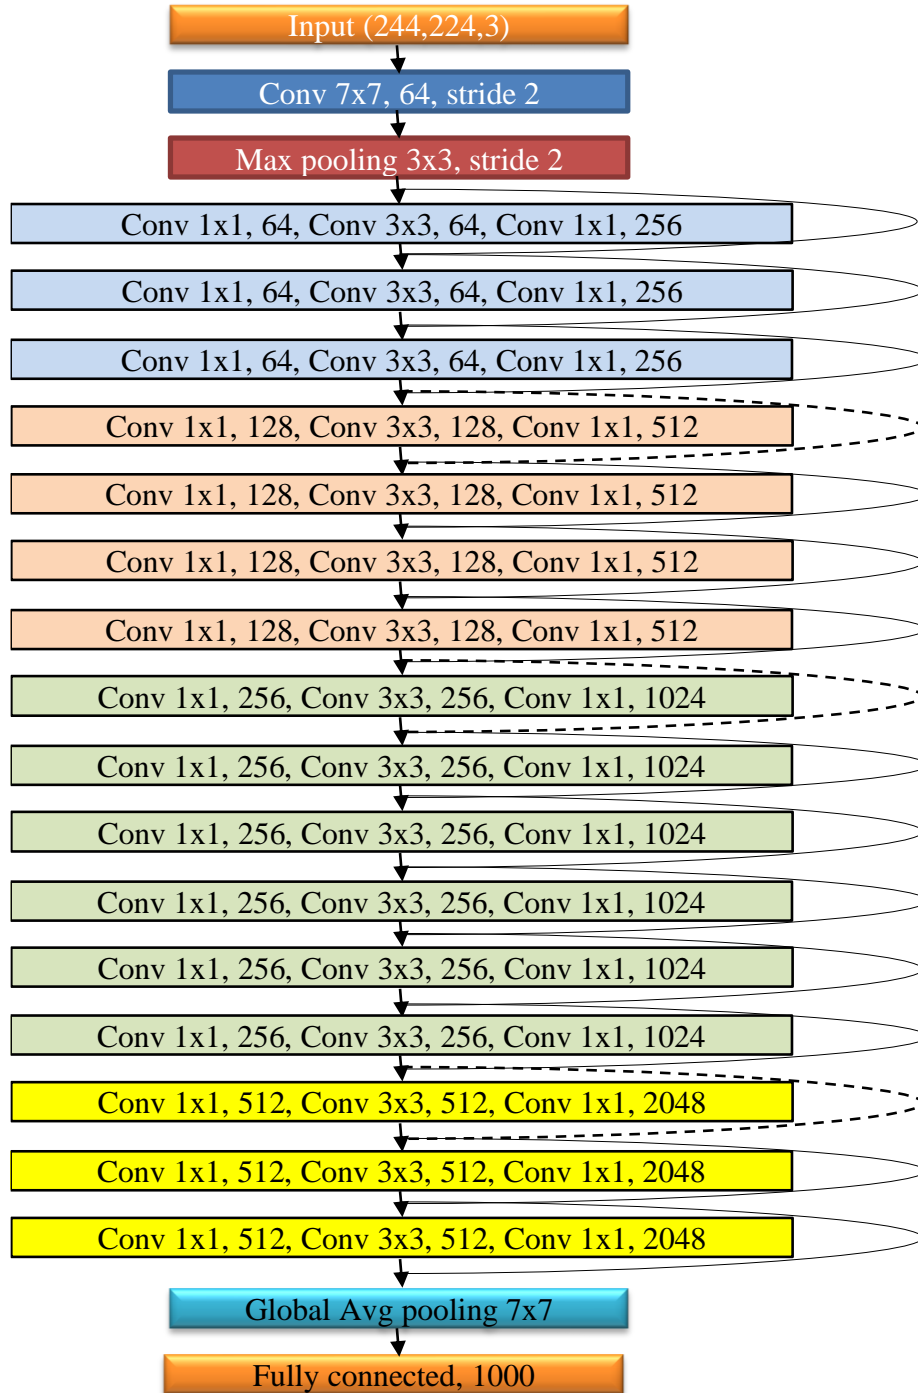 Input (244,224,3)
Conv 7x7, 64, stride 2
Max pooling 3x3, stride 2
Conv 1x1, 64, Conv 3x3, 64, Conv 1x1, 256
Conv 1x1, 64, Conv 3x3, 64, Conv 1x1, 256
Conv 1x1, 64, Conv 3x3, 64, Conv 1x1, 256
Conv 1x1, 128, Conv 3x3, 128, Conv 1x1, 512
Conv 1x1, 128, Conv 3x3, 128, Conv 1x1, 512
Conv 1x1, 128, Conv 3x3, 128, Conv 1x1, 512
Conv 1x1, 128, Conv 3x3, 128, Conv 1x1, 512
Conv 1x1, 256, Conv 3x3, 256, Conv 1x1, 1024
Conv 1x1, 256, Conv 3x3, 256, Conv 1x1, 1024
Conv 1x1, 256, Conv 3x3, 256, Conv 1x1, 1024
Conv 1x1, 256, Conv 3x3, 256, Conv 1x1, 1024
Conv 1x1, 256, Conv 3x3, 256, Conv 1x1, 1024
Conv 1x1, 256, Conv 3x3, 256, Conv 1x1, 1024
Conv 1x1, 512, Conv 3x3, 512, Conv 1x1, 2048
Conv 1x1, 512, Conv 3x3, 512, Conv 1x1, 2048
Conv 1x1, 512, Conv 3x3, 512, Conv 1x1, 2048
Global Avg pooling 7x7
Fully connected, 1000